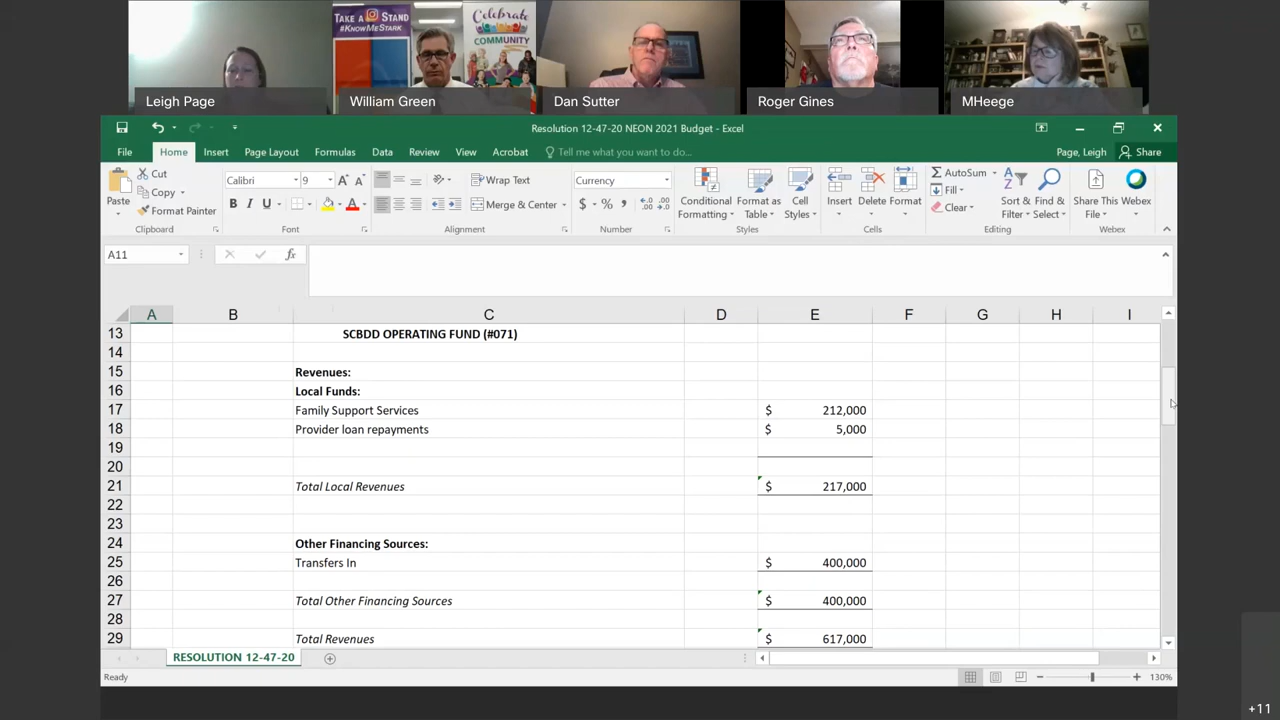 TAKE A STAND
#KnowMeStark
Celebrate
COMMUNITY
Leigh Page
William Green
Dan Sutter
Roger Gines
MHeege
Resolution 12-47-20 NEON 2021 Budget - Excel
File Home Insert Page Layout Formulas Data Review View Acrobat Tell me what you want to do... Page, Leigh Share
Paste
Cut
Copy
Format Painter
Clipboard
Calibri 9
B I U
Font
Wrap Text
Merge & Center
Alignment
Currency
$ % ,
Number
Conditional Formatting
Format as Table
Cell Styles
Styles
Insert Delete Format
Cells
AutoSum
Fill
Clear
Sort & Filter
Find & Select
Editing
Share This File
Webex
Webex
A11 fx
A B C D E F G H I
13 SCBDD OPERATING FUND (#071)
14
15 Revenues:
16 Local Funds:
17 Family Support Services $ 212,000
18 Provider loan repayments $ 5,000
19
20
21 Total Local Revenues $ 217,000
22
23
24 Other Financing Sources:
25 Transfers In $ 400,000
26
27 Total Other Financing Sources $ 400,000
28
29 Total Revenues $ 617,000
RESOLUTION 12-47-20
Ready 130%
+11